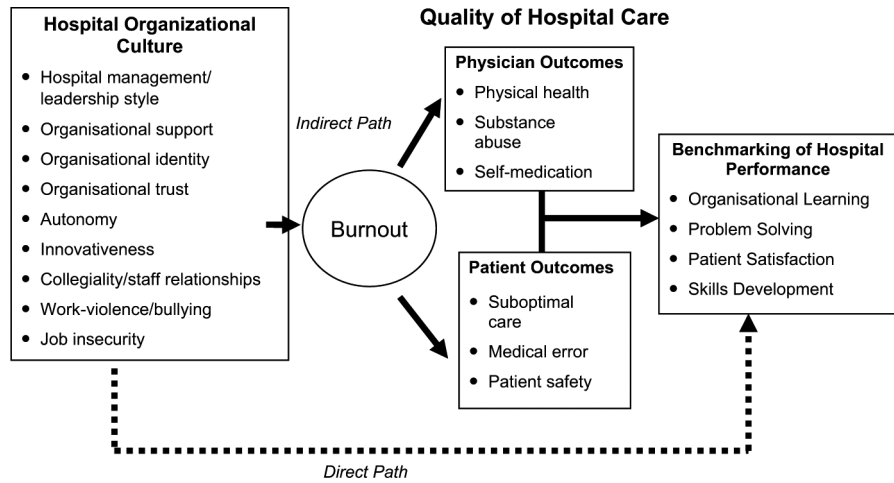 Quality of Hospital Care
Hospital Organizational
Culture
• Hospital management/
leadership style
• Organisational support
• Organisational identity
• Organisational trust
• Autonomy
• Innovativeness
• Collegiality/staff relationships
• Work-violence/bullying
• Job insecurity
Indirect Path
Burnout
Physician Outcomes
• Physical health
• Substance
abuse
• Self-medication
Patient Outcomes
• Suboptimal
care
• Medical error
• Patient safety
Benchmarking of Hospital
Performance
• Organisational Learning
• Problem Solving
• Patient Satisfaction
• Skills Development
Direct Path